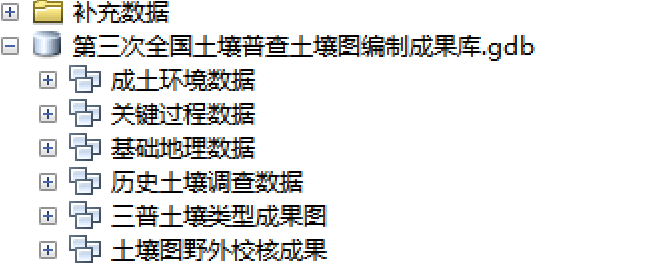 补充数据
第三次全国土壤普查土壤图编制成果库.gdb
成土环境数据
关键过程数据
基础地理数据
历史土壤调查数据
三普土壤类型成果图
土壤图野外校核成果